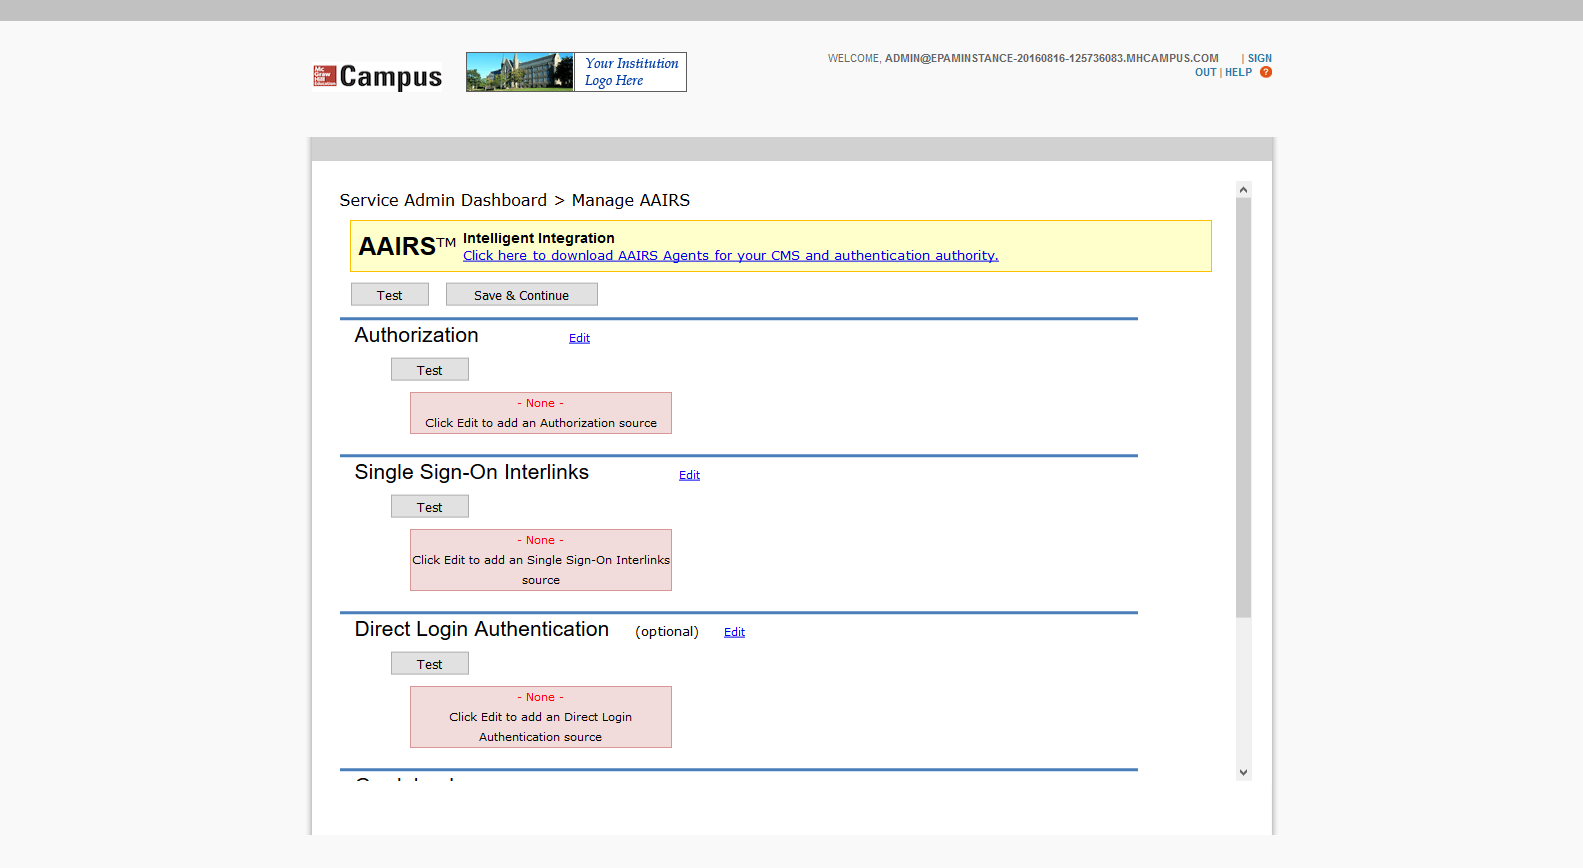 Mc
Graw
Hill
Education
Campus
Your Institution
Logo Here
WELCOME, ADMIN@EPAMINSTANCE-20160816-125736083.MHCAMPUS.COM | SIGN
OUT | HELP ?
Service Admin Dashboard > Manage AAIRS
AAIRS™ Intelligent Integration
Click here to download AAIRS Agents for your CMS and authentication authority.
Test Save & Continue
Authorization Edit
Test
- None -
Click Edit to add an Authorization source
Single Sign-On Interlinks Edit
Test
- None -
Click Edit to add an Single Sign-On Interlinks
source
Direct Login Authentication (optional) Edit
Test
- None -
Click Edit to add an Direct Login
Authentication source